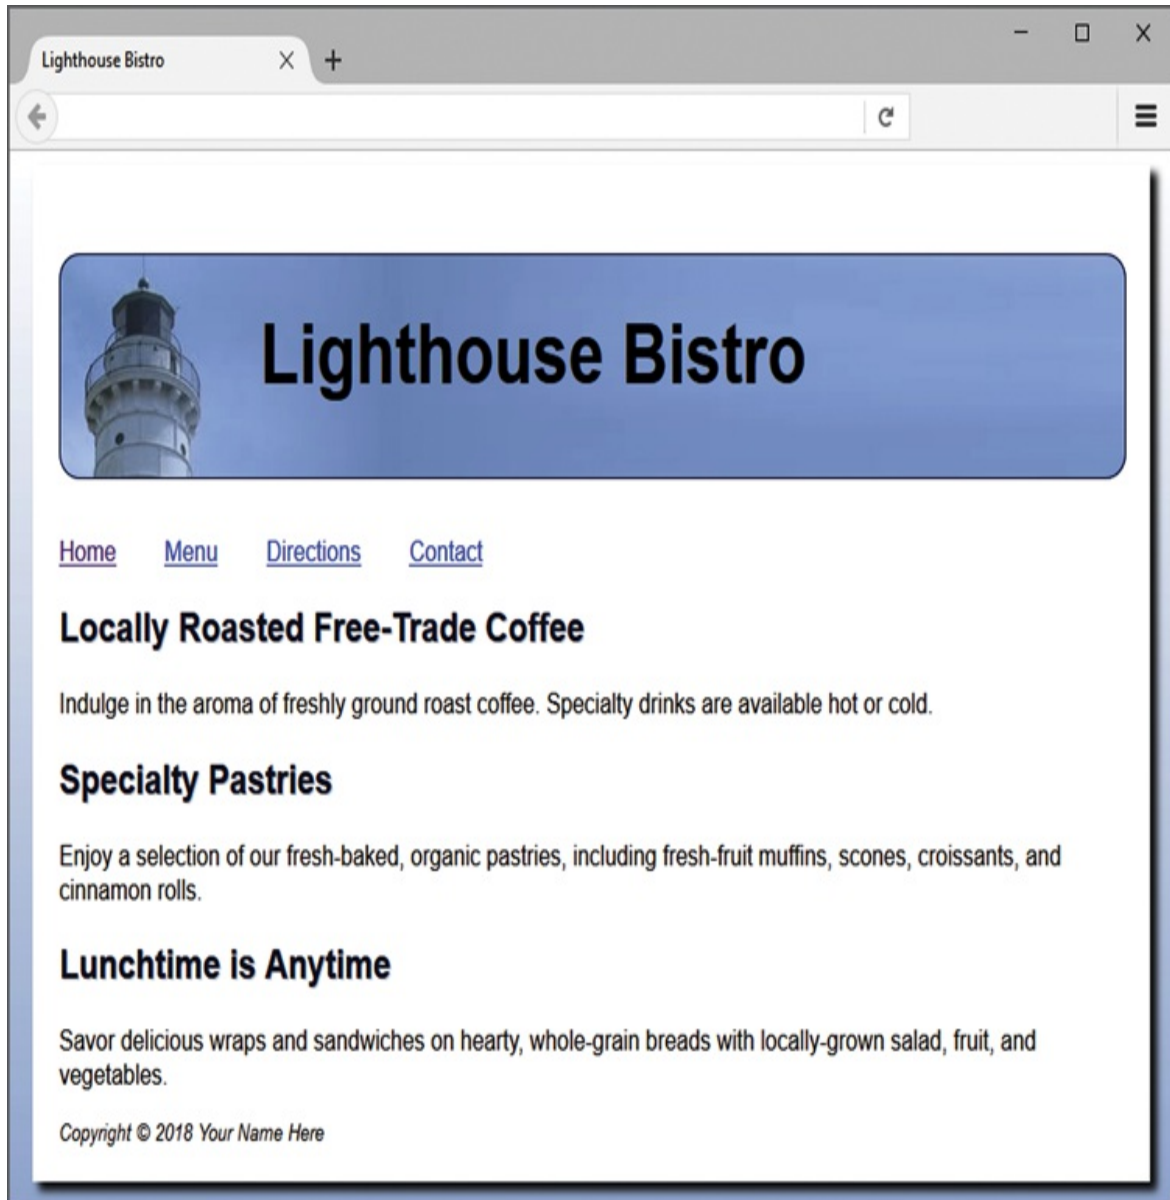 Lighthouse Bistro
Lighthouse Bistro
Home Menu Directions Contact
Locally Roasted Free-Trade Coffee
Indulge in the aroma of freshly ground roast coffee. Specialty drinks are available hot or cold.
Specialty Pastries
Enjoy a selection of our fresh-baked, organic pastries, including fresh-fruit muffins, scones, croissants, and
cinnamon rolls.
Lunchtime is Anytime
Savor delicious wraps and sandwiches on hearty, whole-grain breads with locally-grown salad, fruit, and
vegetables.
Copyright © 2018 Your Name Here